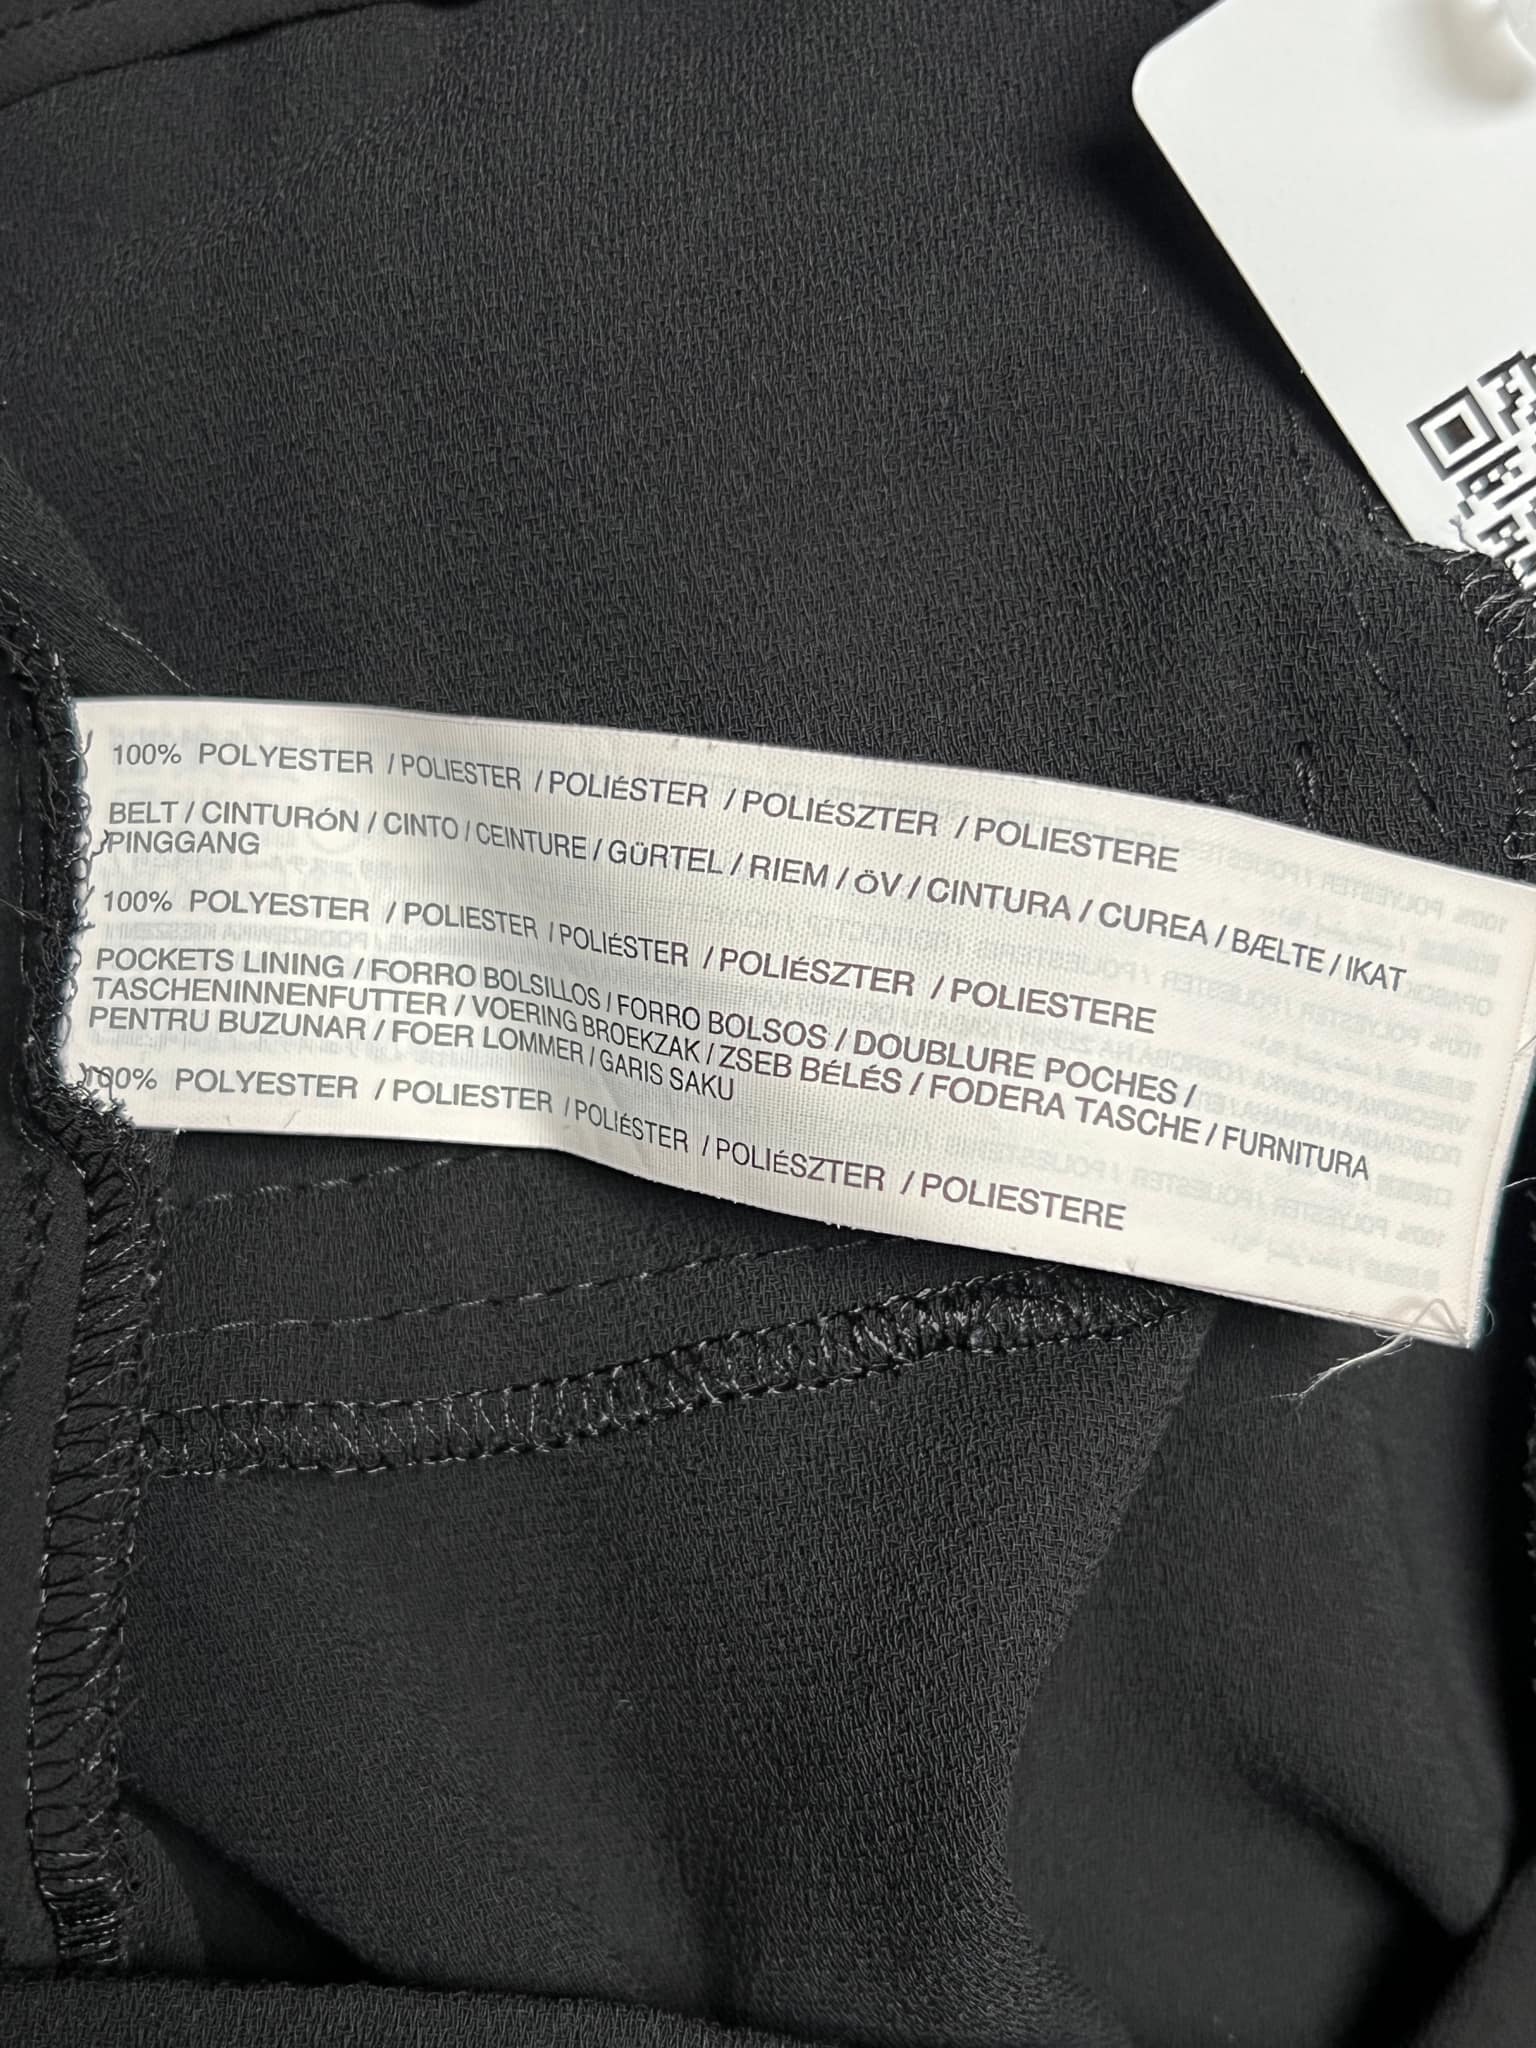 100% POLYESTER / POLIESTER / POLIÉSTER / POLIÉSZTER / POLIESTERE
BELT / CINTURÓN / CINTO / CEINTURE / GÜRTEL / RIEM / ÖV / CINTURA / CUREA / BÆLTE / IKAT
PINGGANG
100% POLYESTER / POLIESTER / POLIÉSTER / POLIÉSZTER / POLIESTERE
POCKETS LINING / FORRO BOLSILLOS / FORRO BOLSOS / DOUBLURE POCHES /
TASCHENINNENFUTTER / VOERING BROEKZAK / ZSEB BÉLÉS / FODERA TASCHE / FURNITURA
PENTRU BUZUNAR / FOER LOMMER / GARIS SAKU
100% POLYESTER / POLIESTER / POLIÉSTER / POLIÉSZTER / POLIESTERE